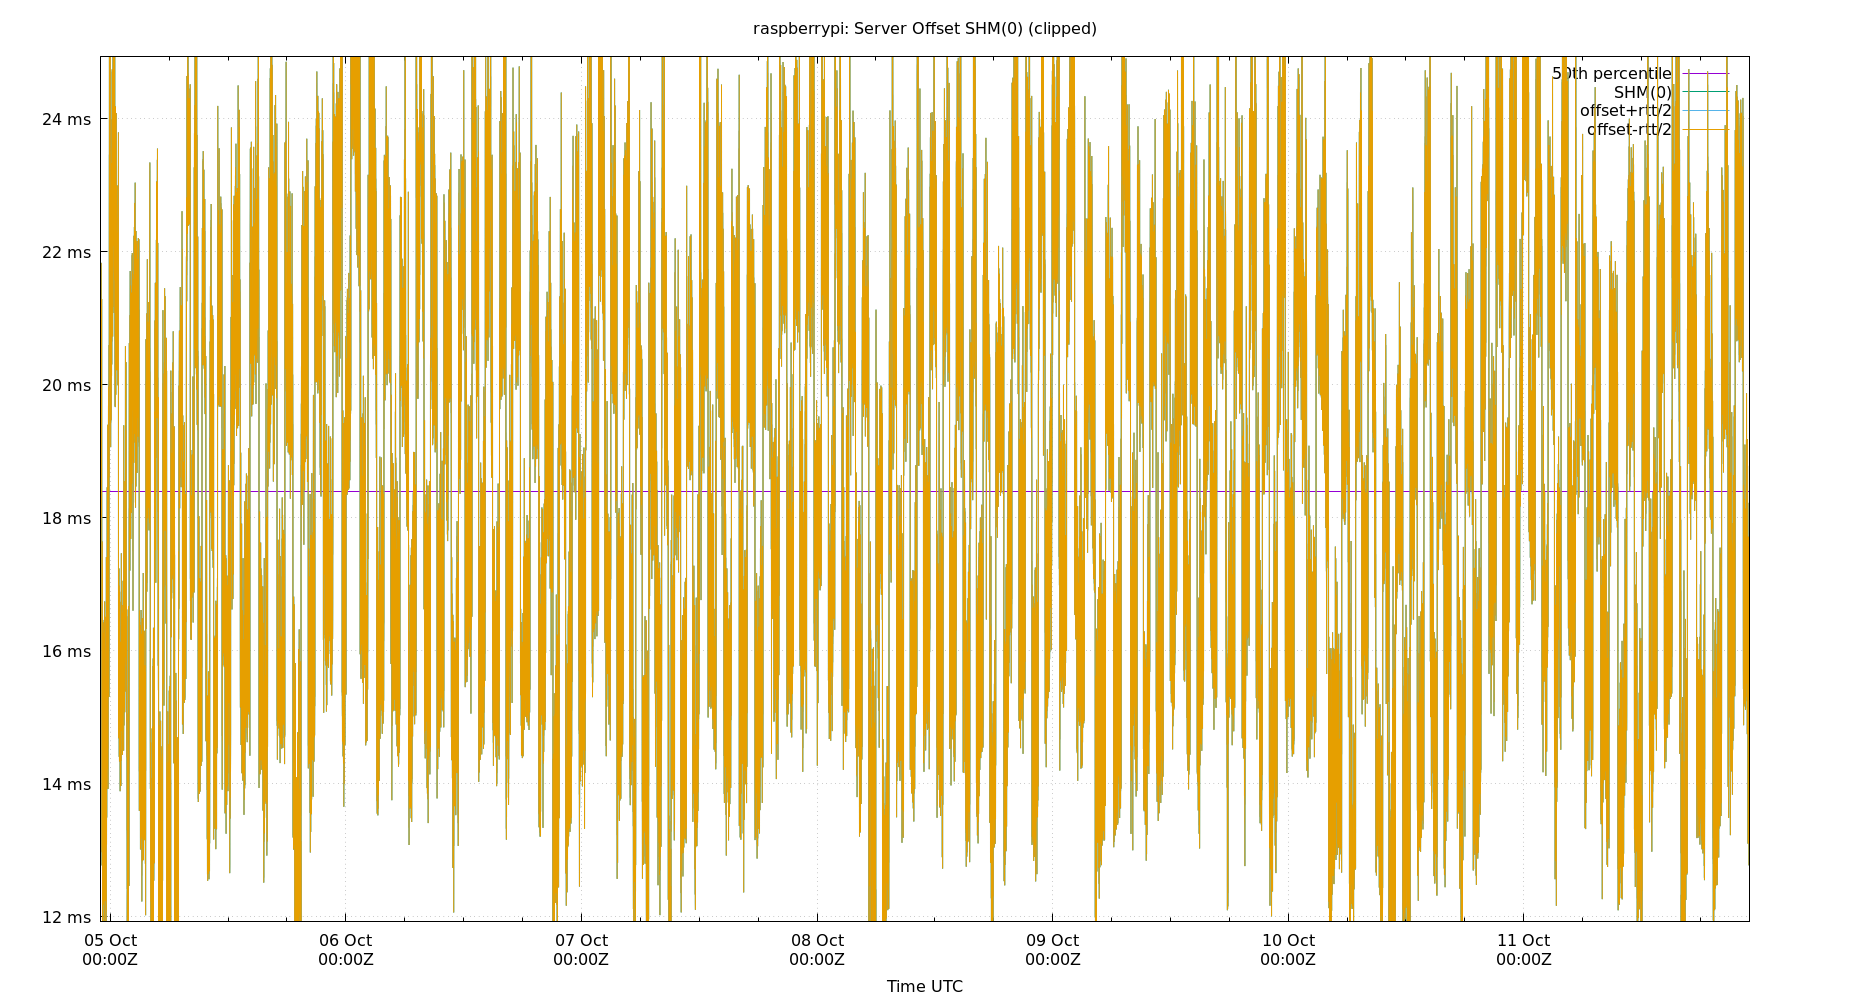 raspberrypi: Server Offset SHM(0) (clipped)
50th percentile
SHM(0)
offset+rtt/2
offset-rtt/2
24 ms
22 ms
20 ms
18 ms
16 ms
14 ms
12 ms
05 Oct 06 Oct 07 Oct 08 Oct 09 Oct 10 Oct 11 Oct
00:00Z 00:00Z 00:00Z 00:00Z 00:00Z 00:00Z 00:00Z
Time UTC